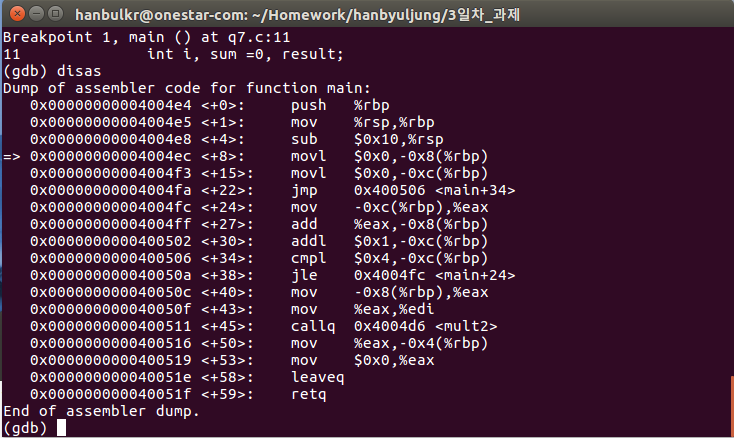 hanbulkr@onestar-com: ~/Homework/hanbyuljung/3일차_과제
Breakpoint 1, main () at q7.c:11
11 int i, sum =0, result;
(gdb) disas
Dump of assembler code for function main:
0x00000000004004e4 <+0>: push %rbp
0x00000000004004e5 <+1>: mov %rsp,%rbp
0x00000000004004e8 <+4>: sub $0x10,%rsp
=> 0x00000000004004ec <+8>: movl $0x0,-0x8(%rbp)
0x00000000004004f3 <+15>: movl $0x0,-0xc(%rbp)
0x00000000004004fa <+22>: jmp 0x400506 <main+34>
0x00000000004004fc <+24>: mov -0xc(%rbp),%eax
0x00000000004004ff <+27>: add %eax,-0x8(%rbp)
0x0000000000400502 <+30>: addl $0x1,-0xc(%rbp)
0x0000000000400506 <+34>: cmpl $0x4,-0xc(%rbp)
0x000000000040050a <+38>: jle 0x4004fc <main+24>
0x000000000040050c <+40>: mov -0x8(%rbp),%eax
0x000000000040050f <+43>: mov %eax,%edi
0x0000000000400511 <+45>: callq 0x4004d6 <mult2>
0x0000000000400516 <+50>: mov %eax,-0x4(%rbp)
0x0000000000400519 <+53>: mov $0x0,%eax
0x000000000040051e <+58>: leaveq
0x000000000040051f <+59>: retq
End of assembler dump.
(gdb)